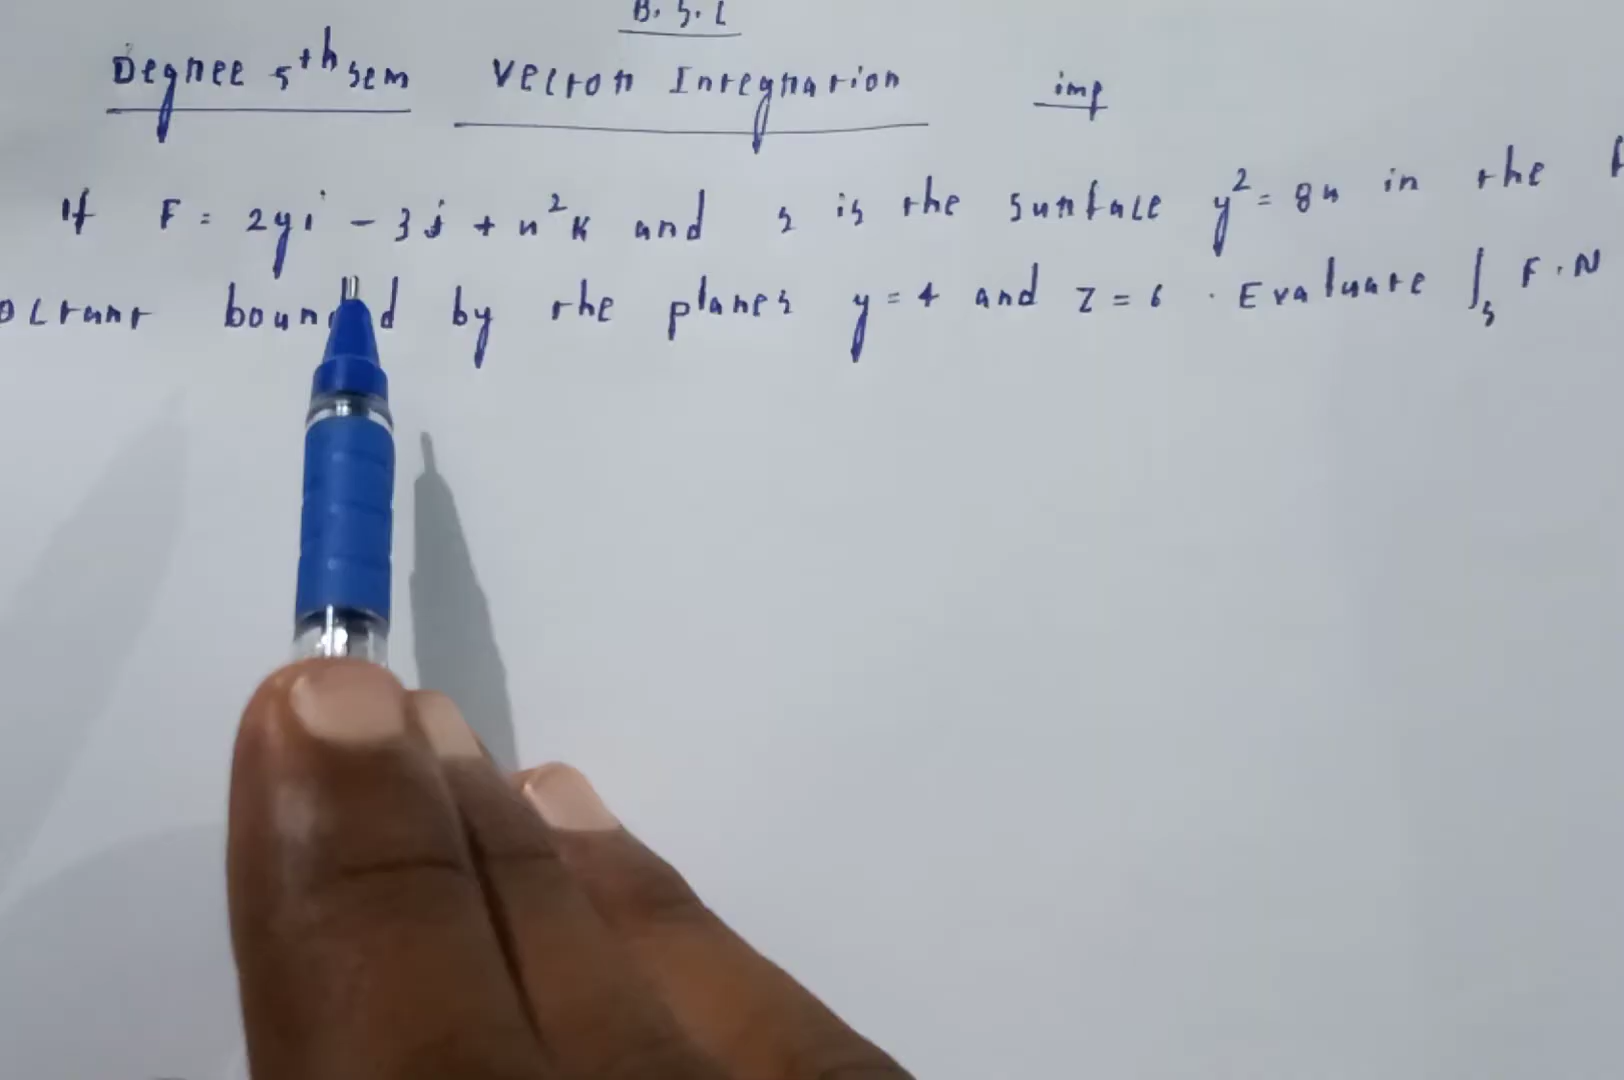 B.S.C
Degree 5th sem Vector Integration imp
If F = 2yi - 3j + x²K and s is the surface y² = 8x in the
octant bounded by the planes y = 4 and z = 6 . Evaluate ∫s F.N